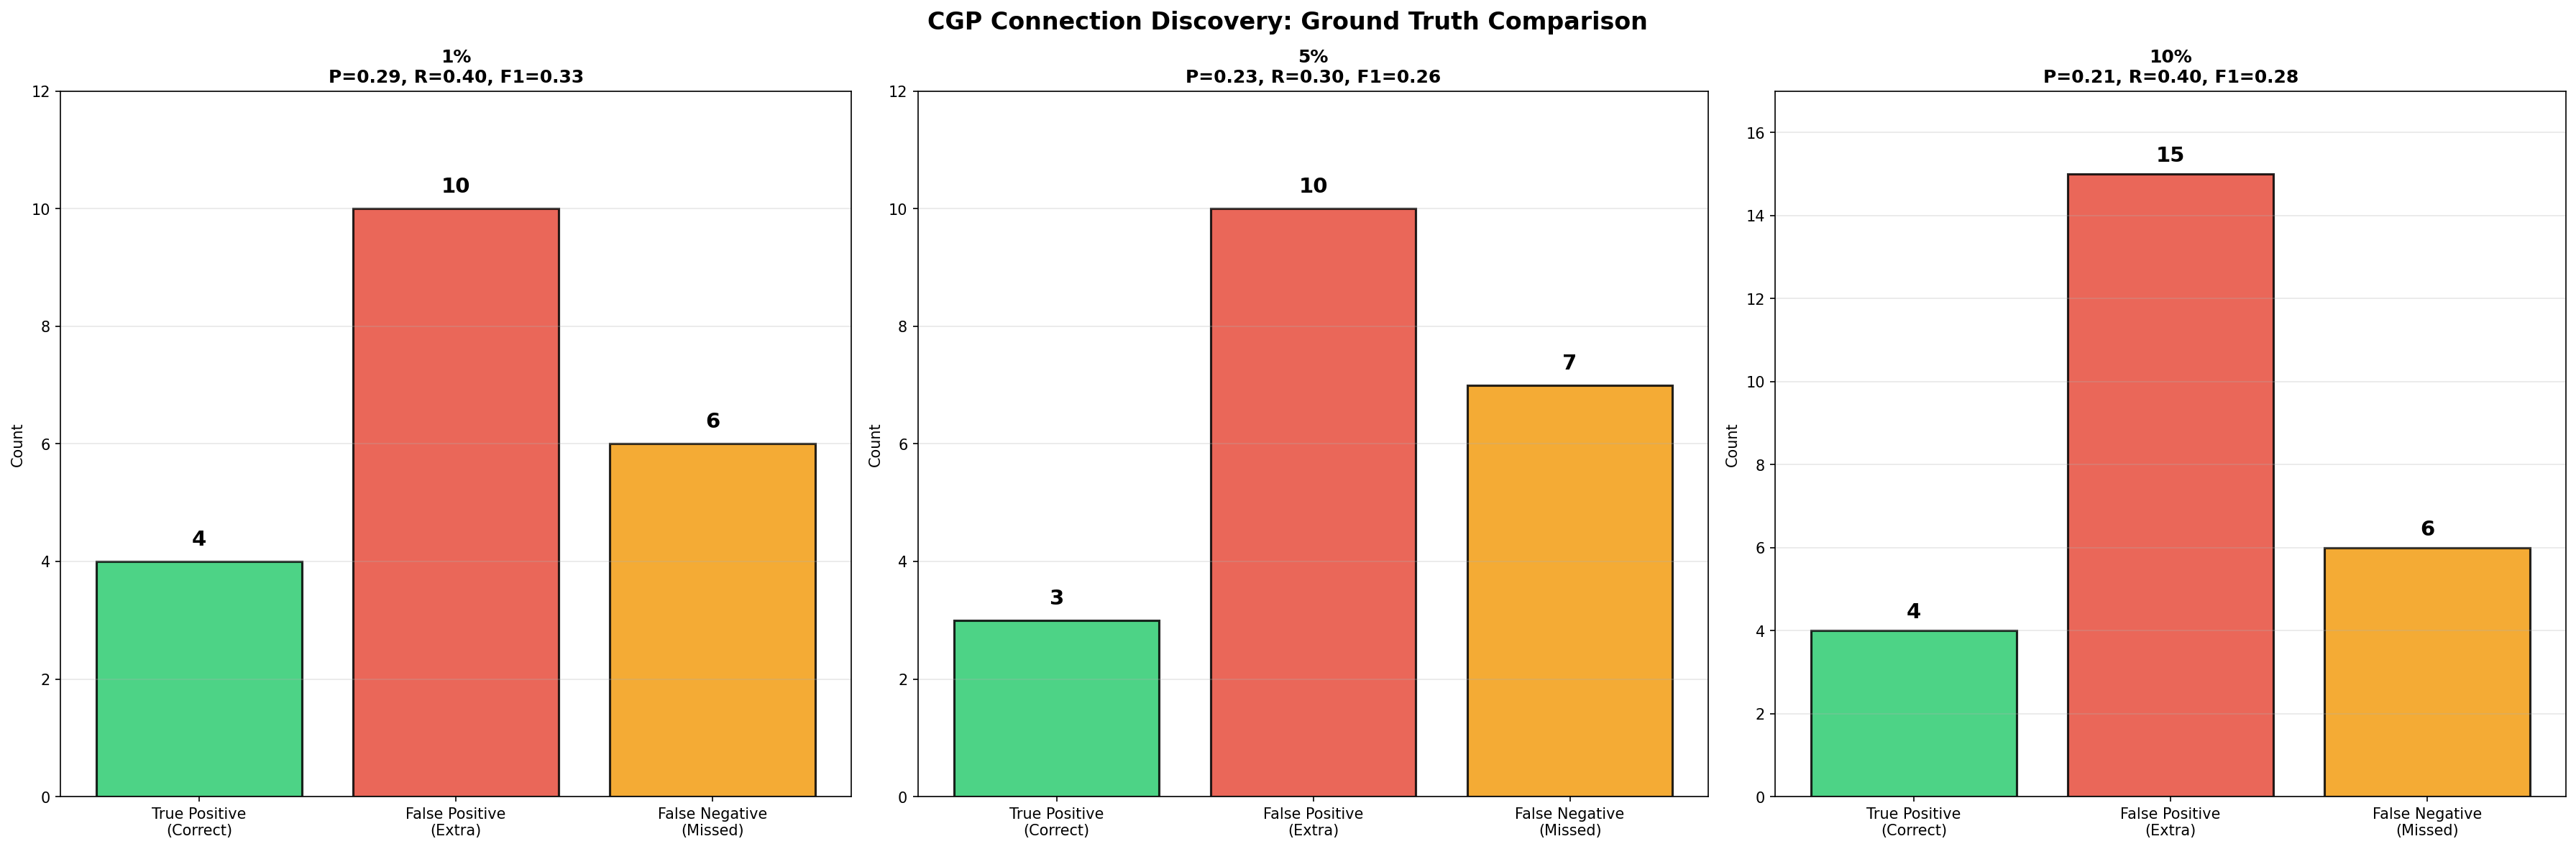 CGP Connection Discovery: Ground Truth Comparison
1%
P=0.29, R=0.40, F1=0.33
12
10
8
6
4
2
0
Count
4
10
6
True Positive
(Correct)
False Positive
(Extra)
False Negative
(Missed)
5%
P=0.23, R=0.30, F1=0.26
12
10
8
6
4
2
0
Count
3
10
7
True Positive
(Correct)
False Positive
(Extra)
False Negative
(Missed)
10%
P=0.21, R=0.40, F1=0.28
16
14
12
10
8
6
4
2
0
Count
4
15
6
True Positive
(Correct)
False Positive
(Extra)
False Negative
(Missed)